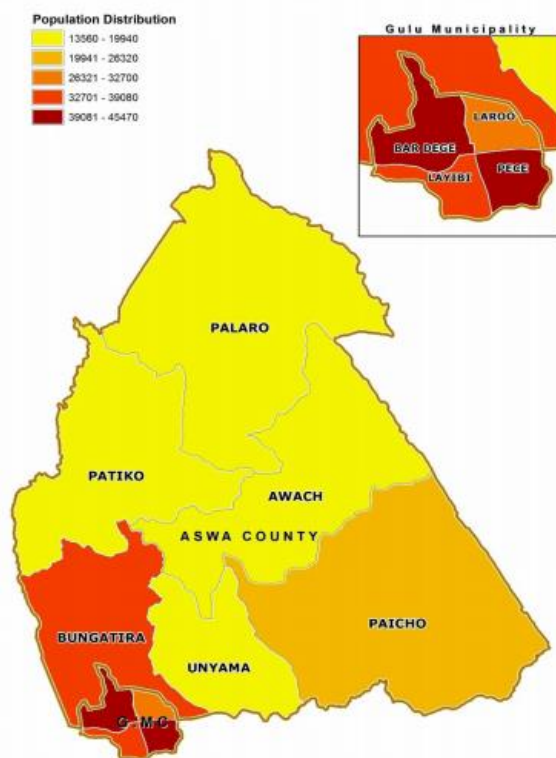 Population Distribution
13560 - 19940
19941 - 26320
26321 - 32700
32701 - 39080
39081 - 45470
Gulu Municipality
LAROO
BAR DEGE
PECE
LAYIBI
PALARO
PATIKO
AWACH
ASWA COUNTY
BUNGATIRA
PAICHO
UNYAMA
G MC